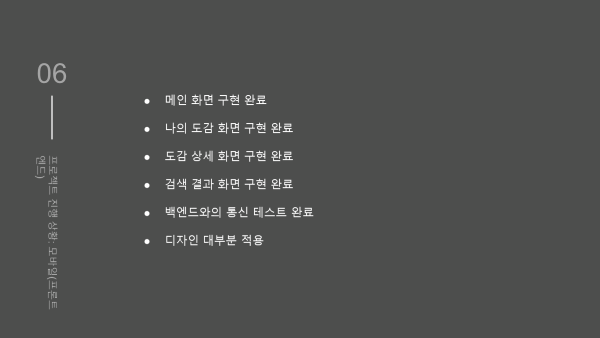 06
프로젝트 진행 상황: 모바일(프론트
엔드)
● 메인 화면 구현 완료
● 나의 도감 화면 구현 완료
● 도감 상세 화면 구현 완료
● 검색 결과 화면 구현 완료
● 백엔드와의 통신 테스트 완료
● 디자인 대부분 적용